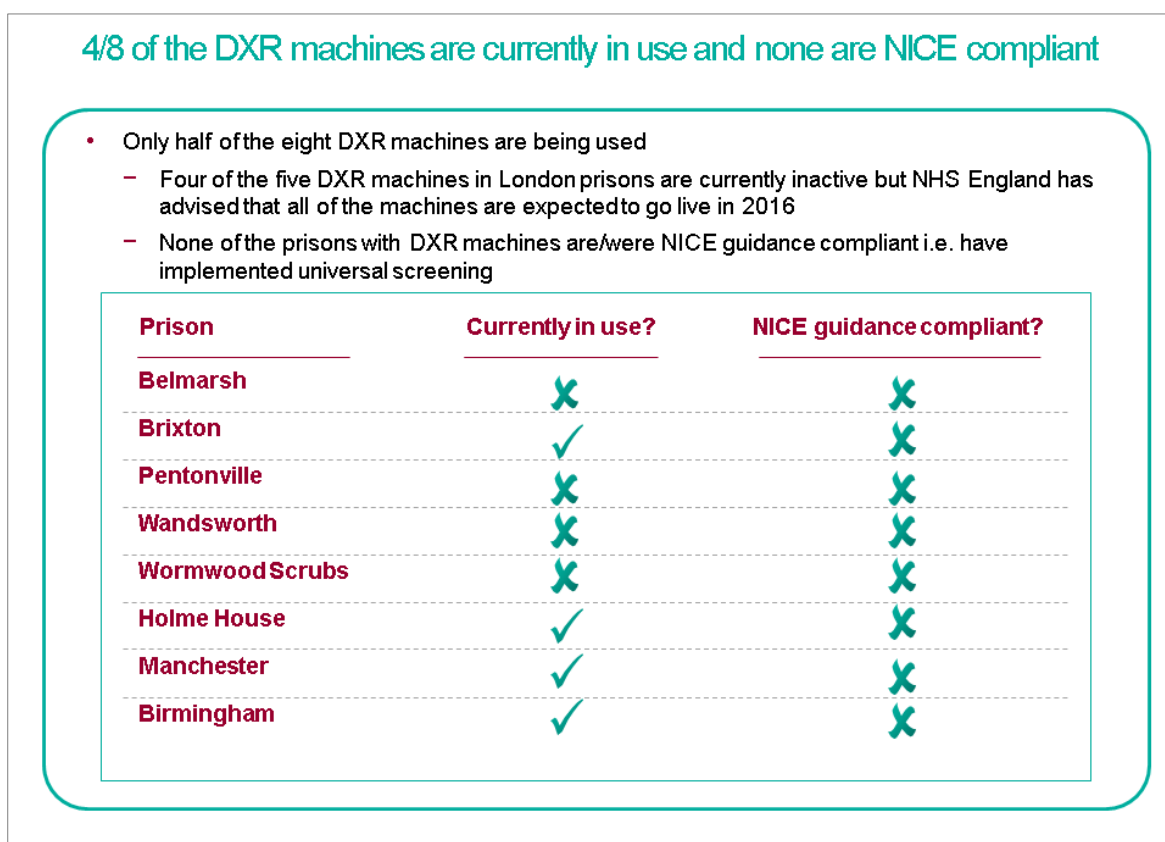 4/8 of the DXR machines are currently in use and none are NICE compliant
• Only half of the eight DXR machines are being used
– Four of the five DXR machines in London prisons are currently inactive but NHS England has
advised that all of the machines are expected to go live in 2016
– None of the prisons with DXR machines are/were NICE guidance compliant i.e. have
implemented universal screening
Prison Currently in use? NICE guidance compliant?
Belmarsh ✘ ✘
Brixton ✓ ✘
Pentonville ✘ ✘
Wandsworth ✘ ✘
Wormwood Scrubs ✘ ✘
Holme House ✓ ✘
Manchester ✓ ✘
Birmingham ✓ ✘